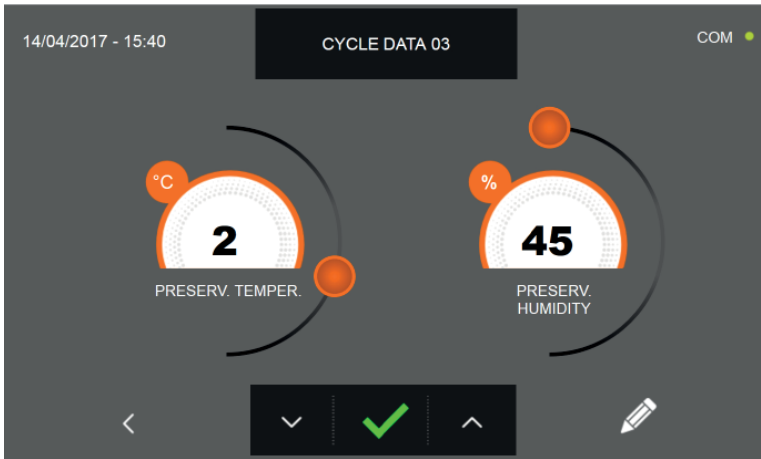 14/04/2017 - 15:40
CYCLE DATA 03
COM
°C
2
PRESERV. TEMPER.
%
45
PRESERV.
HUMIDITY